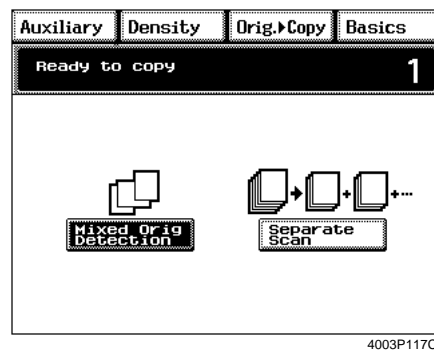 Auxiliary Density Orig.▸Copy Basics
Ready to copy 1
Mixed Orig
Detection
Separate
Scan
4003P117C